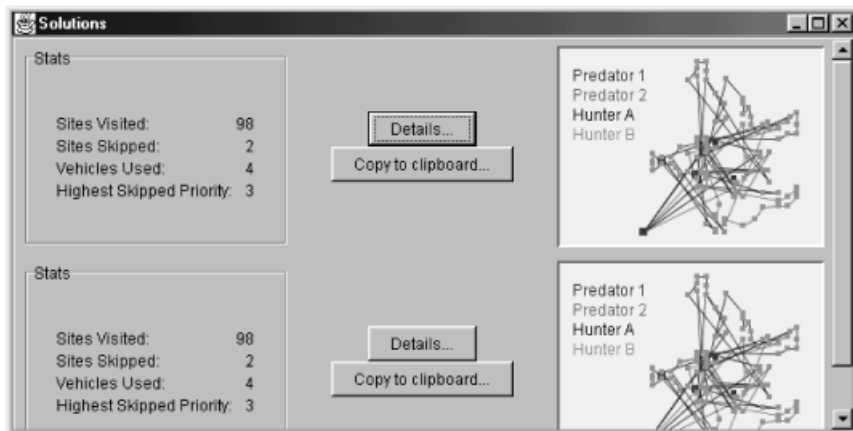 Solutions
Stats
Sites Visited: 98
Sites Skipped: 2
Vehicles Used: 4
Highest Skipped Priority: 3
Details...
Copy to clipboard...
Predator 1
Predator 2
Hunter A
Hunter B
Stats
Sites Visited: 98
Sites Skipped: 2
Vehicles Used: 4
Highest Skipped Priority: 3
Details...
Copy to clipboard...
Predator 1
Predator 2
Hunter A
Hunter B